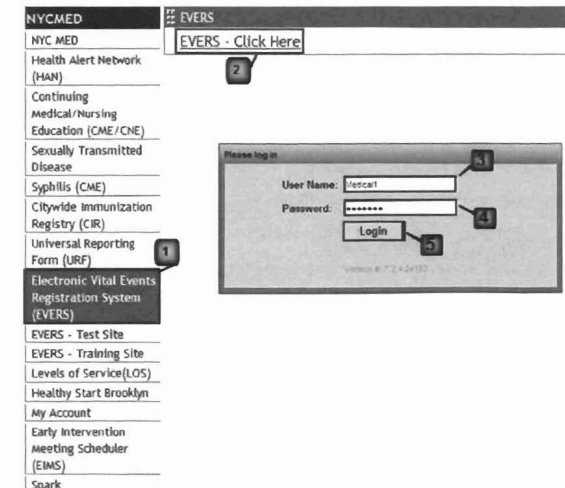 NYCMED
NYC MED
Health Alert Network
(HAN)
Continuing
Medical/Nursing
Education (CME/CNE)
Sexually Transmitted
Disease
Syphilis (CME)
Citywide Immunization
Registry (CIR)
Universal Reporting
Form (URF)
1
Electronic Vital Events
Registration System
(EVERS)
EVERS - Test Site
EVERS - Training Site
Levels of Service(LOS)
Healthy Start Brooklyn
My Account
Early Intervention
Meeting Scheduler
(EIMS)
Spark
EVERS
EVERS - Click Here
2
Please log in
3
User Name:
Password:
4
Login
5